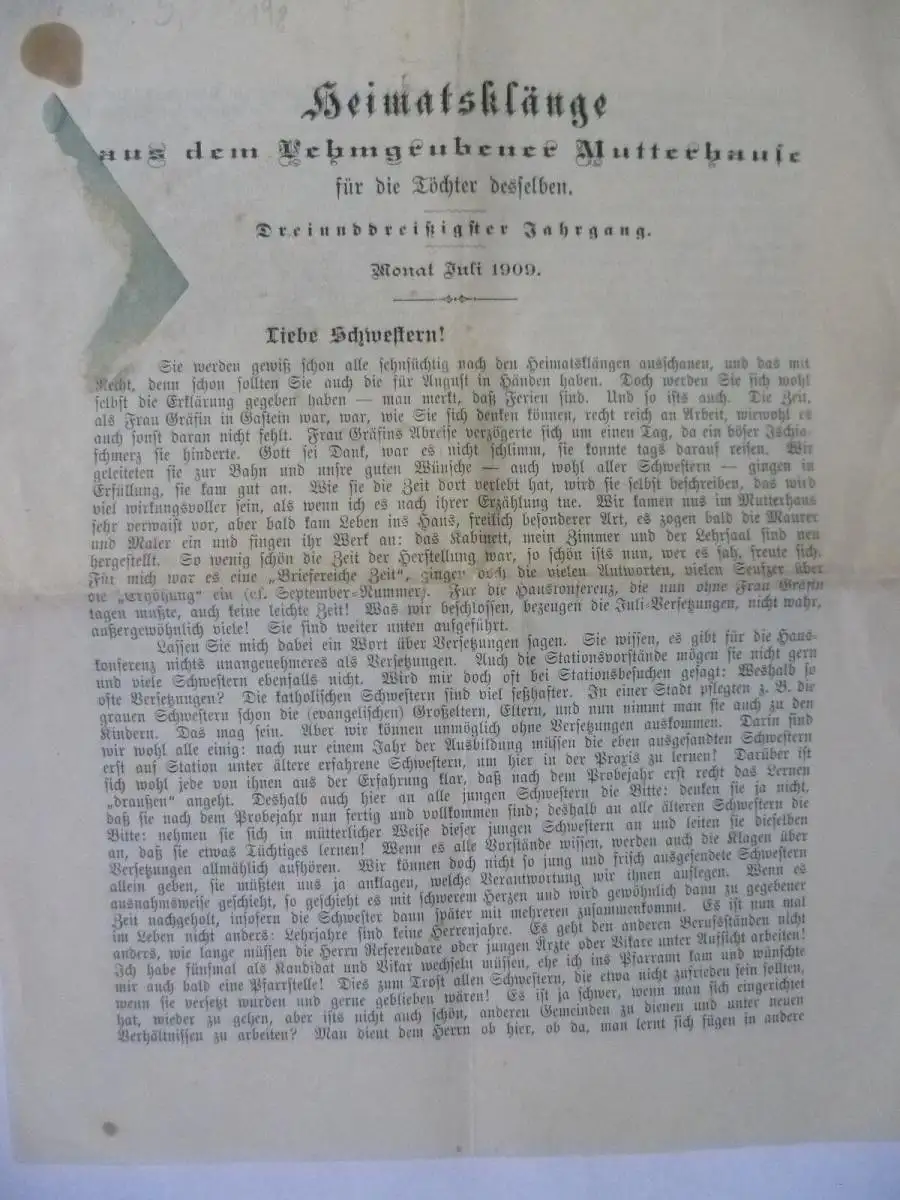 Heimatsklänge
aus dem Lehmgrubener Mutterhause
für die Töchter desselben.
Dreiunddreißigster Jahrgang.
Monat Juli 1909.
Liebe Schwestern!
Sie werden gewiß schon alle sehnsüchtig nach den Heimatsklängen ausschauen, und das mit
Recht, denn schon sollten Sie auch die für August in Händen haben. Doch werden Sie sich wohl
selbst die Erklärung gegeben haben — man merkt, daß Ferien sind. Und so ists auch. Die Zeit,
als Frau Gräfin in Gastein war, war, wie Sie sich denken können, recht reich an Arbeit, wiewohl es
auch sonst daran nicht fehlt. Frau Gräfins Abreise verzögerte sich um einen Tag, da ein böser Ischias-
schmerz sie hinderte. Gott sei Dank, war es nicht schlimm, sie konnte tags darauf reisen. Wir
geleiteten sie zur Bahn und unsre guten Wünsche — auch wohl aller Schwestern — gingen in
Erfüllung, sie kam gut an. Wie sie die Zeit dort verlebt hat, wird sie selbst beschreiben, das wird
viel wirkungsvoller sein, als wenn ich es nach ihrer Erzählung tue. Wir kamen uns im Mutterhaus
sehr verwaist vor, aber bald kam Leben ins Haus, freilich besonderer Art, es zogen bald die Maurer
und Maler ein und fingen ihr Werk an: das Kabinett, mein Zimmer und der Lehrsaal sind neu
hergestellt. So wenig schön die Zeit der Herstellung war, so schön ists nun, wer es sah, freute sich.
Für mich war es eine „Briefereiche Zeit", gingen doch die vielen Antworten, vielen Seufzer über
die „Erhöhung" ein (cf. September-Nummer). Für die Hauskonferenz, die nun ohne Frau Gräfin
tagen mußte, auch keine leichte Zeit! Was wir beschlossen, bezeugen die Juli-Versetzungen, nicht wahr,
außergewöhnlich viele! Sie sind weiter unten aufgeführt.
Lassen Sie mich dabei ein Wort über Versetzungen sagen. Sie wissen, es gibt für die Haus-
konferenz nichts unangenehmeres als Versetzungen. Auch die Stationsvorstände mögen sie nicht gern
und viele Schwestern ebenfalls nicht. Wird mir doch oft bei Stationsbesuchen gesagt: Weshalb so
ofte Versetzungen? Die katholischen Schwestern sind viel seßhafter. In einer Stadt pflegten z. B. die
grauen Schwestern schon die (evangelischen) Großeltern, Eltern, und nun nimmt man sie auch zu den
Kindern. Das mag sein. Aber wir können unmöglich ohne Versetzungen auskommen. Darin sind
wir wohl alle einig: nach nur einem Jahr der Ausbildung müssen die eben ausgesandten Schwestern
erst auf Station unter ältere erfahrene Schwestern, um hier in der Praxis zu lernen! Darüber ist
sich wohl jede von ihnen aus der Erfahrung klar, daß nach dem Probejahr erst recht das Lernen
„draußen" angeht. Deshalb auch hier an alle jungen Schwestern die Bitte: denken sie ja nicht,
daß sie nach dem Probejahr nun fertig und vollkommen sind; deshalb an alle älteren Schwestern die
Bitte: nehmen sie sich in mütterlicher Weise dieser jungen Schwestern an und leiten sie dieselben
an, daß sie etwas Tüchtiges lernen! Wenn es alle Vorstände wissen, werden auch die Klagen über
Versetzungen allmählich aufhören. Wir können doch nicht so jung und frisch ausgesendete Schwestern
allein geben, sie müßten uns ja anklagen, welche Verantwortung wir ihnen auflegen. Wenn es
ausnahmsweise geschieht, so geschieht es mit schwerem Herzen und wird gewöhnlich dann zu gegebener
Zeit nachgeholt, insofern die Schwester dann später mit mehreren zusammenkommt. Es ist nun mal
im Leben nicht anders: Lehrjahre sind keine Herrenjahre. Es geht den anderen Berufsständen nicht
anders, wie lange müssen die Herrn Referendare oder jungen Ärzte oder Vikare unter Aufsicht arbeiten!
Ich habe fünfmal als Kandidat und Vikar wechseln müssen, ehe ich ins Pfarramt kam und wünschte
mir auch bald eine Pfarrstelle! Dies zum Trost allen Schwestern, die etwa nicht zufrieden sein sollten,
wenn sie versetzt wurden und gerne geblieben wären! Es ist ja schwer, wenn man sich eingerichtet
hat, wieder zu gehen, aber ists nicht auch schön, anderen Gemeinden zu dienen und unter neuen
Verhältnissen zu arbeiten? Man dient dem Herrn ob hier, ob da, man lernt sich fügen in andere